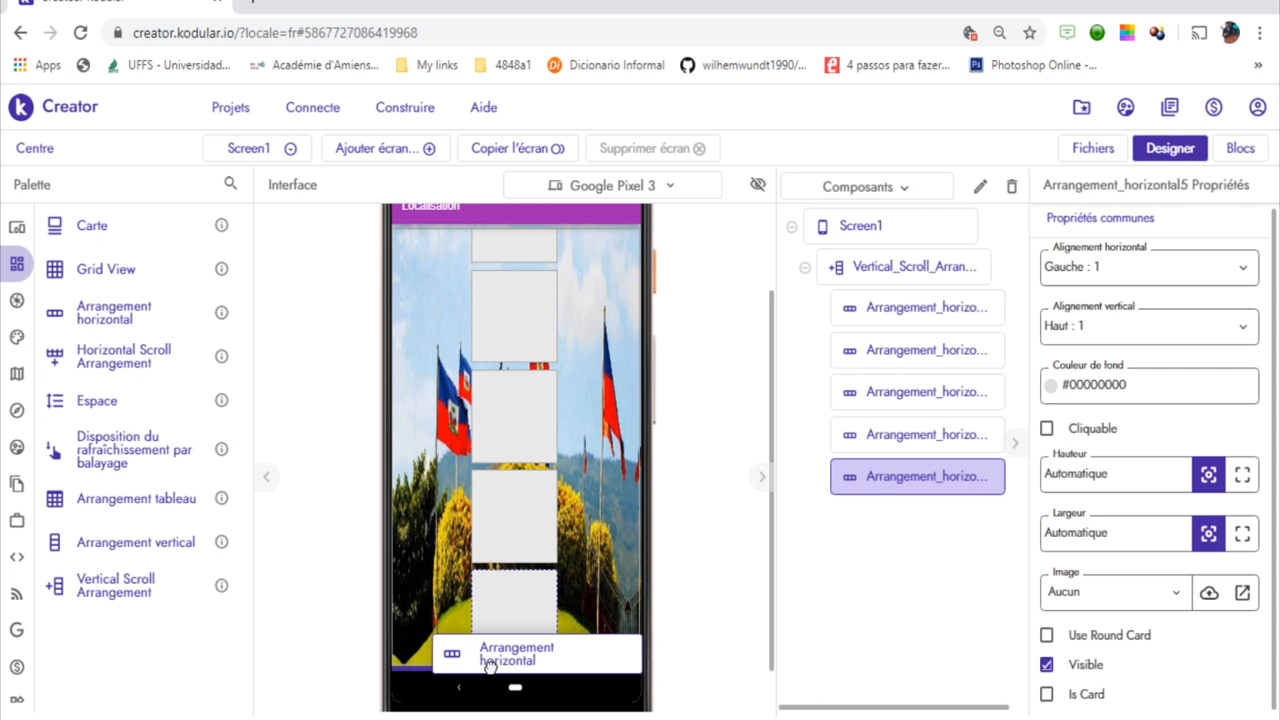 creator.kodular.io/?locale=fr#5867727086419968
Apps
UFFS - Universidad...
Académie d'Amiens...
My links
4848a1
Dicionario Informal
wilhemwundt1990/...
4 passos para fazer...
Photoshop Online -...
»
Creator
Projets
Connecte
Construire
Aide
Centre
Screen1
Ajouter écran...
Copier l'écran
Supprimer écran
Fichiers
Designer
Blocs
Palette
Interface
Google Pixel 3
Composants
Arrangement_horizontal5 Propriétés
Carte
Grid View
Arrangement
horizontal
Horizontal Scroll
Arrangement
Espace
Disposition du
rafraîchissement par
balayage
Arrangement tableau
Arrangement vertical
Vertical Scroll
Arrangement
Localisation
Arrangement
horizontal
Screen1
Vertical_Scroll_Arran...
Arrangement_horizo...
Arrangement_horizo...
Arrangement_horizo...
Arrangement_horizo...
Arrangement_horizo...
Propriétés communes
Alignement horizontal
Gauche : 1
Alignement vertical
Haut : 1
Couleur de fond
#00000000
Cliquable
Hauteur
Automatique
Largeur
Automatique
Image
Aucun
Use Round Card
Visible
Is Card